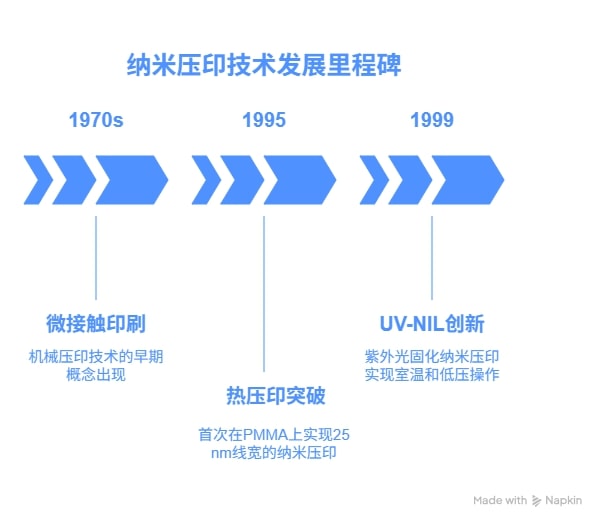 纳米压印技术发展里程碑
1970s
1995
1999
微接触印刷
机械压印技术的早期
概念出现
热压印突破
首次在PMMA上实现25
nm线宽的纳米压印
UV-NIL创新
紫外光固化纳米压印
实现室温和低压操作
Made with Napkin